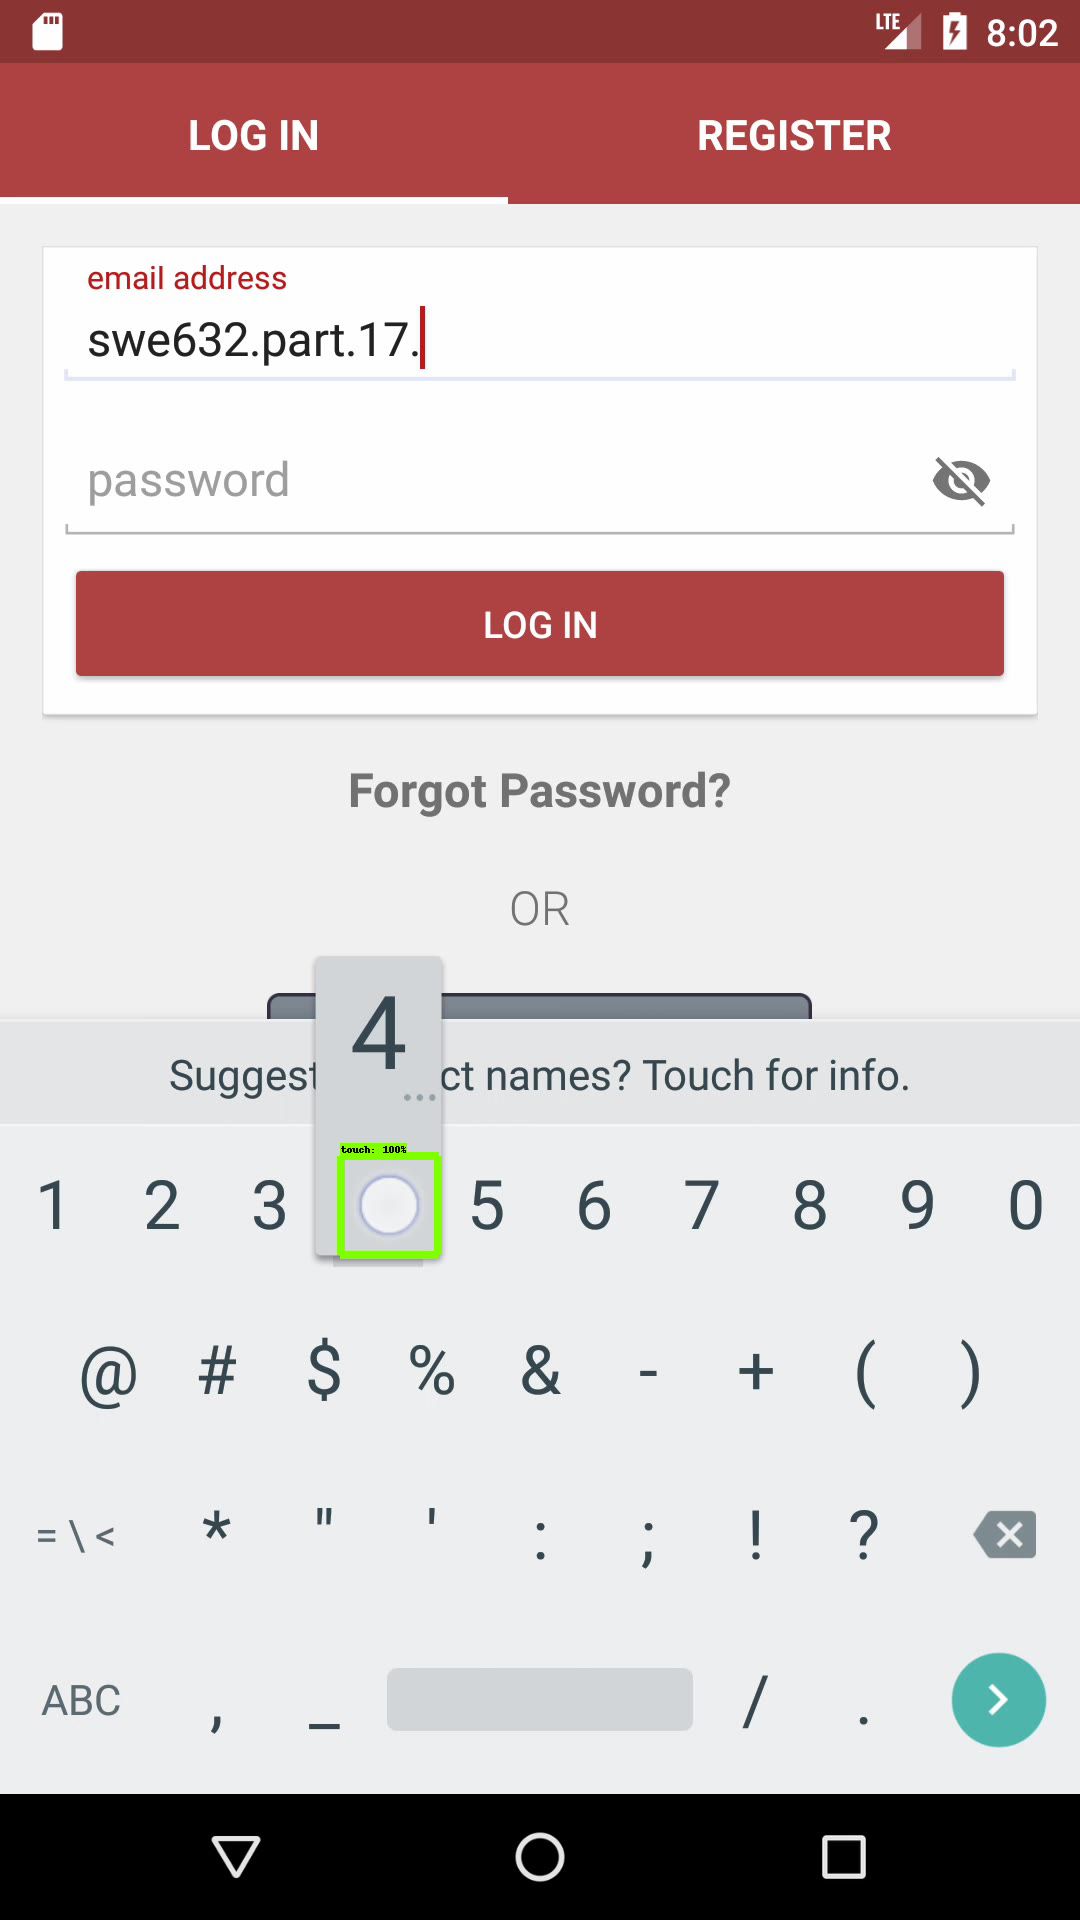 LTE 8:02
LOG IN REGISTER
email address
swe632.part.17.
password
LOG IN
Forgot Password?
OR
4
...
Suggest ct names? Touch for info.
touch: 100%
1 2 3 5 6 7 8 9 0
@ # $ % & - + ( )
= \ < * " ' : ; ! ?
ABC , _ / .